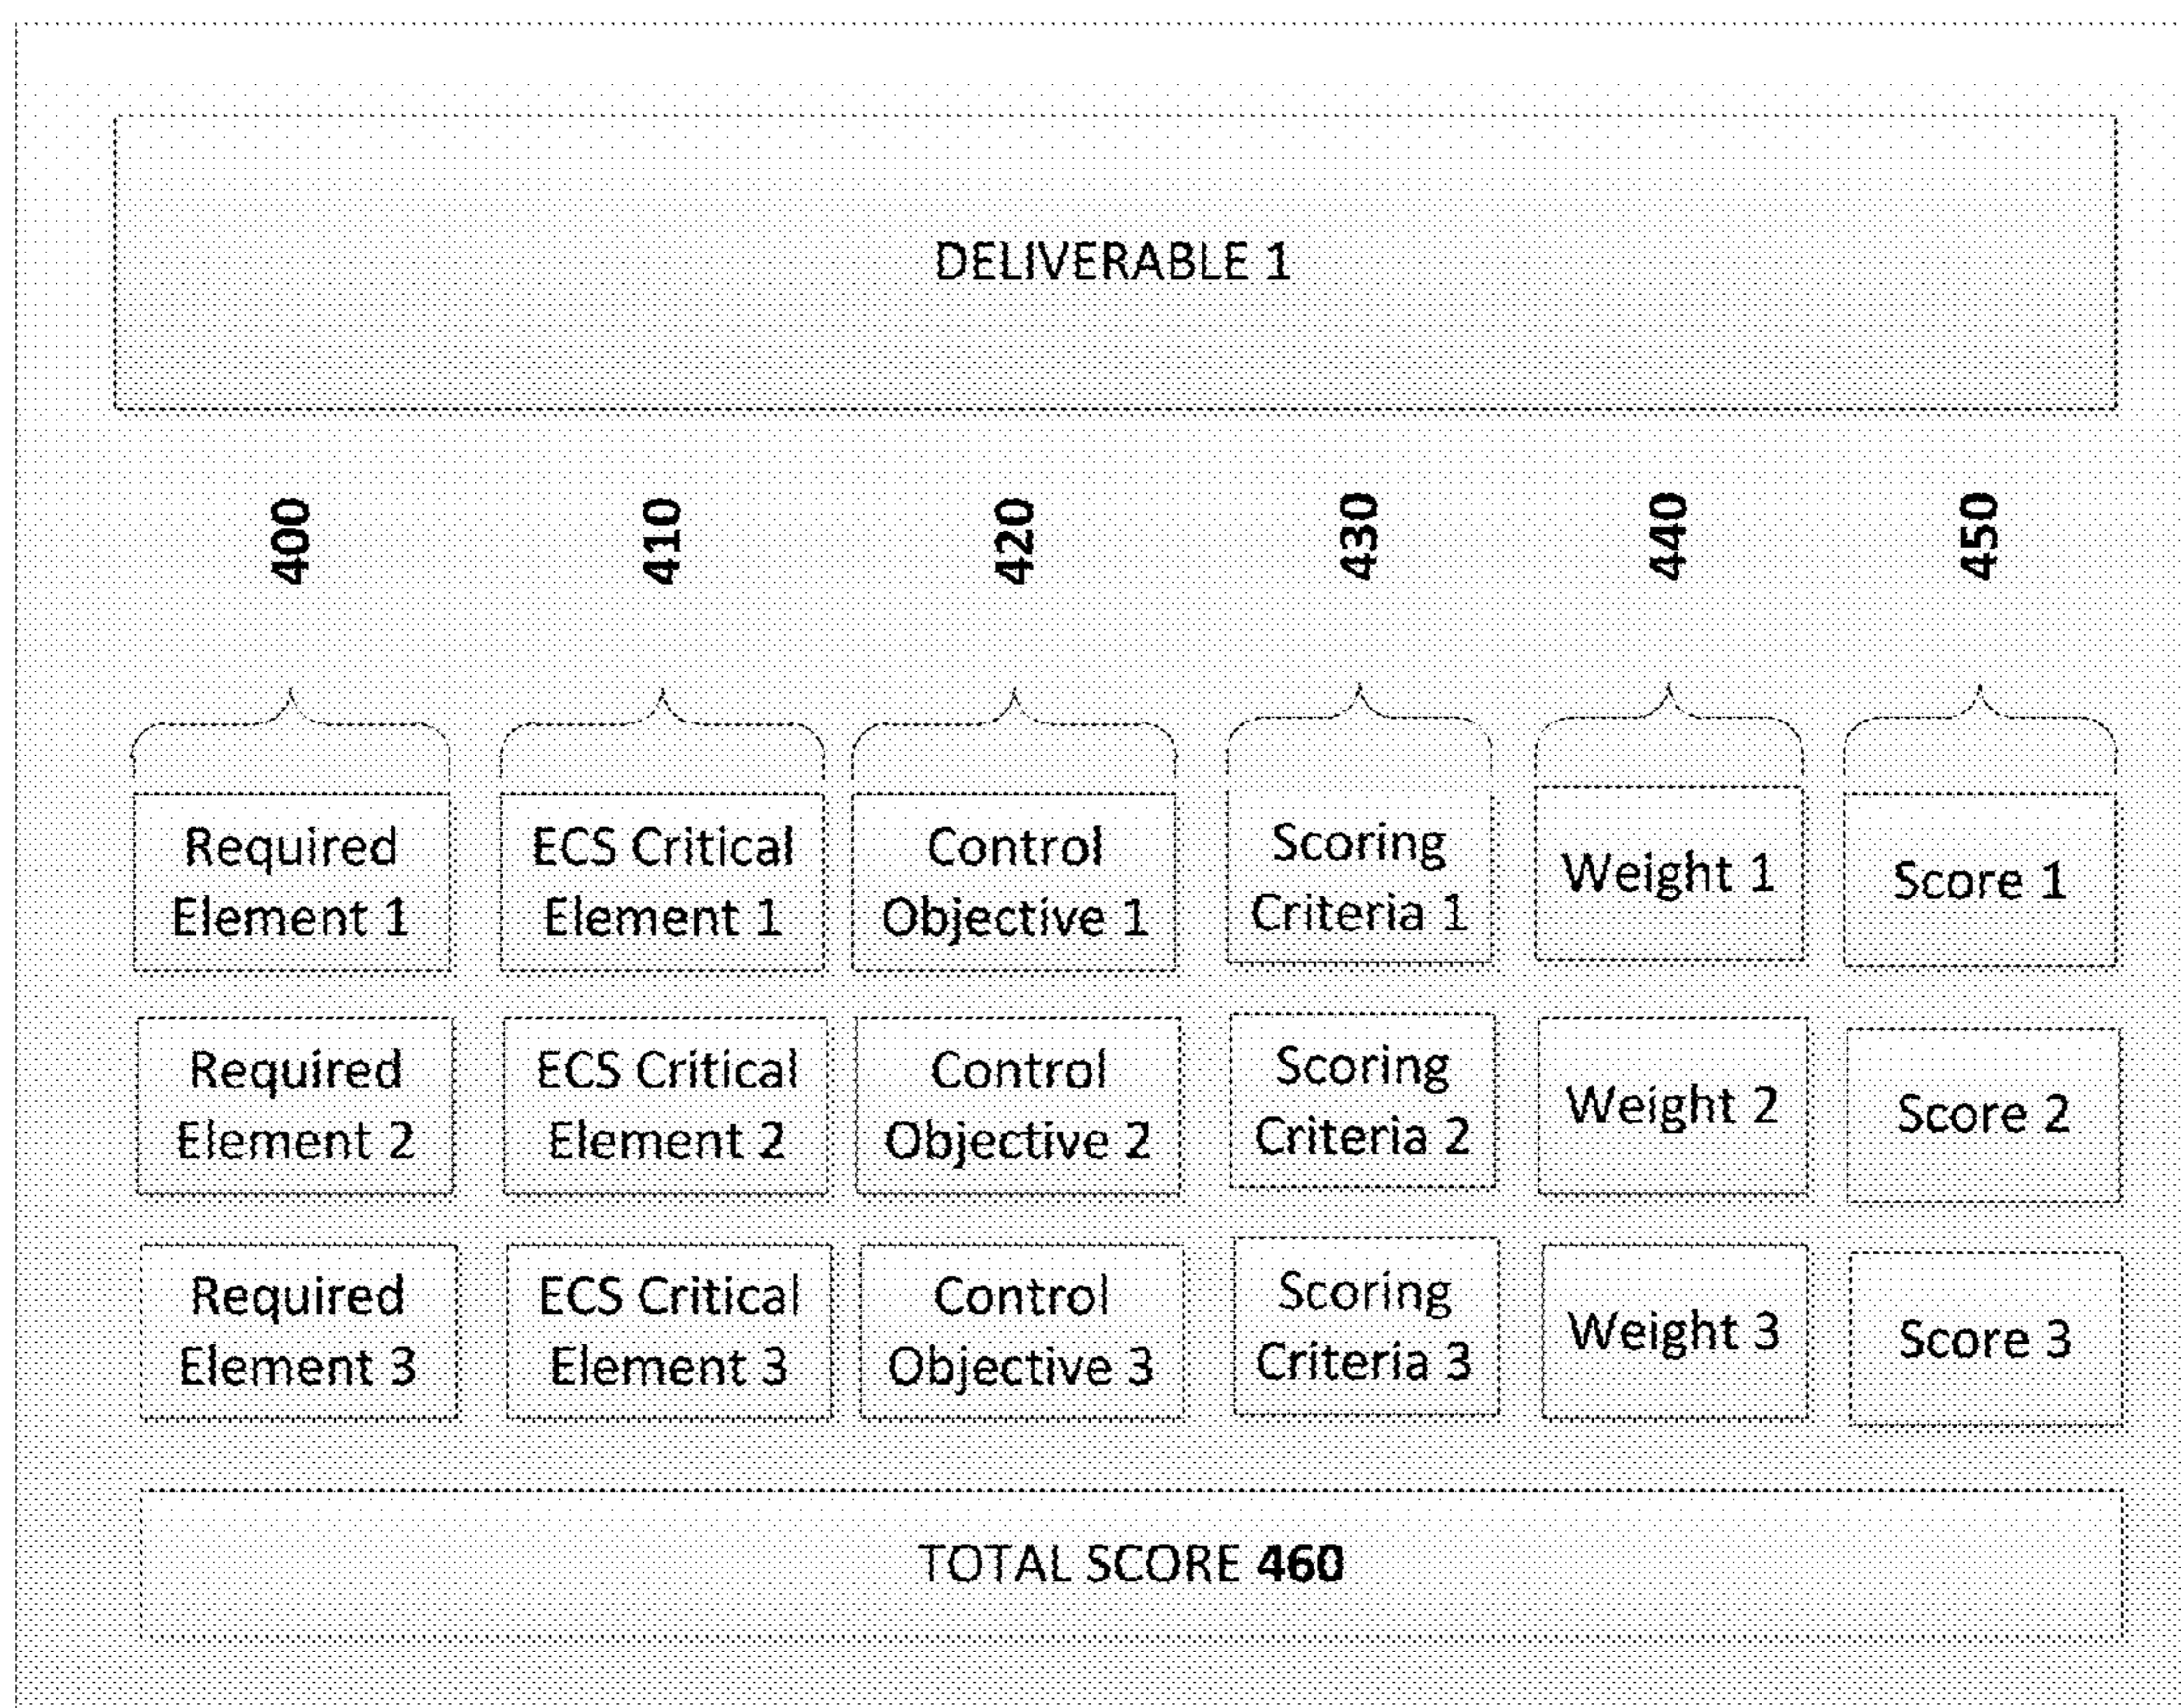 DELIVERABLE 1
400 410 420 430 440 450
Required ECS Critical Control Scoring Weight 1 Score 1
Element 1 Element 1 Objective 1 Criteria 1
Required ECS Critical Control Scoring Weight 2 Score 2
Element 2 Element 2 Objective 2 Criteria 2
Required ECS Critical Control Scoring Weight 3 Score 3
Element 3 Element 3 Objective 3 Criteria 3
TOTAL SCORE 460